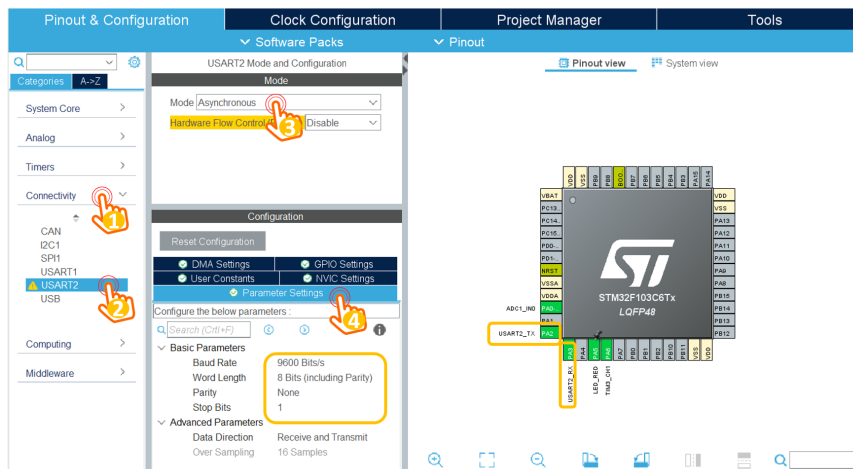 Pinout & Configuration
Clock Configuration
Project Manager
Tools
Software Packs
Pinout
Categories
A->Z
System Core
Analog
Timers
Connectivity
1
CAN
I2C1
SPI1
USART1
USART2
2
USB
Computing
Middleware
USART2 Mode and Configuration
Mode
Mode Asynchronous
3
Hardware Flow Control Disable
Configuration
Reset Configuration
DMA Settings
GPIO Settings
User Constants
NVIC Settings
Parameter Settings
4
Configure the below parameters :
Search (Crtl+F)
Basic Parameters
Baud Rate 9600 Bits/s
Word Length 8 Bits (including Parity)
Parity None
Stop Bits 1
Advanced Parameters
Data Direction Receive and Transmit
Over Sampling 16 Samples
Pinout view
System view
VDD
VSS
PB9
PB8
BOO..
PB7
PB6
PB5
PB4
PB3
PA15
PA14
VBAT
PC13..
PC14..
PC15..
PD0-..
PD1-..
NRST
VSSA
VDDA
ADC1_IN0 PA0-..
PA1
USART2_TX PA2
STM32F103C6Tx
LQFP48
VDD
VSS
PA13
PA12
PA11
PA10
PA9
PA8
PB15
PB14
PB13
PB12
PA3
PA4
PA5
PA6
PA7
PB0
PB1
PB2
PB10
PB11
VSS
VDD
USART2_RX
LED_RED
TIM3_CH1